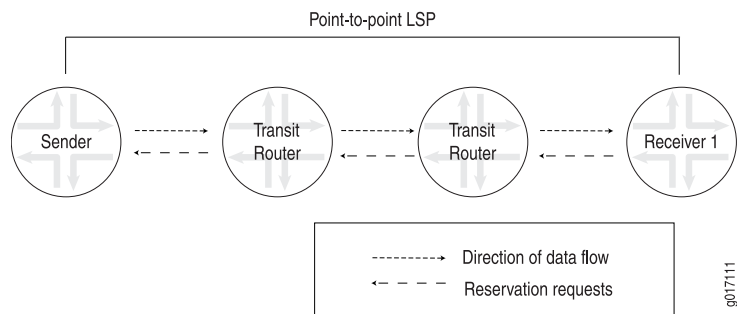 Point-to-point LSP
Sender
Transit
Router
Transit
Router
Receiver 1
Direction of data flow
Reservation requests
g017111